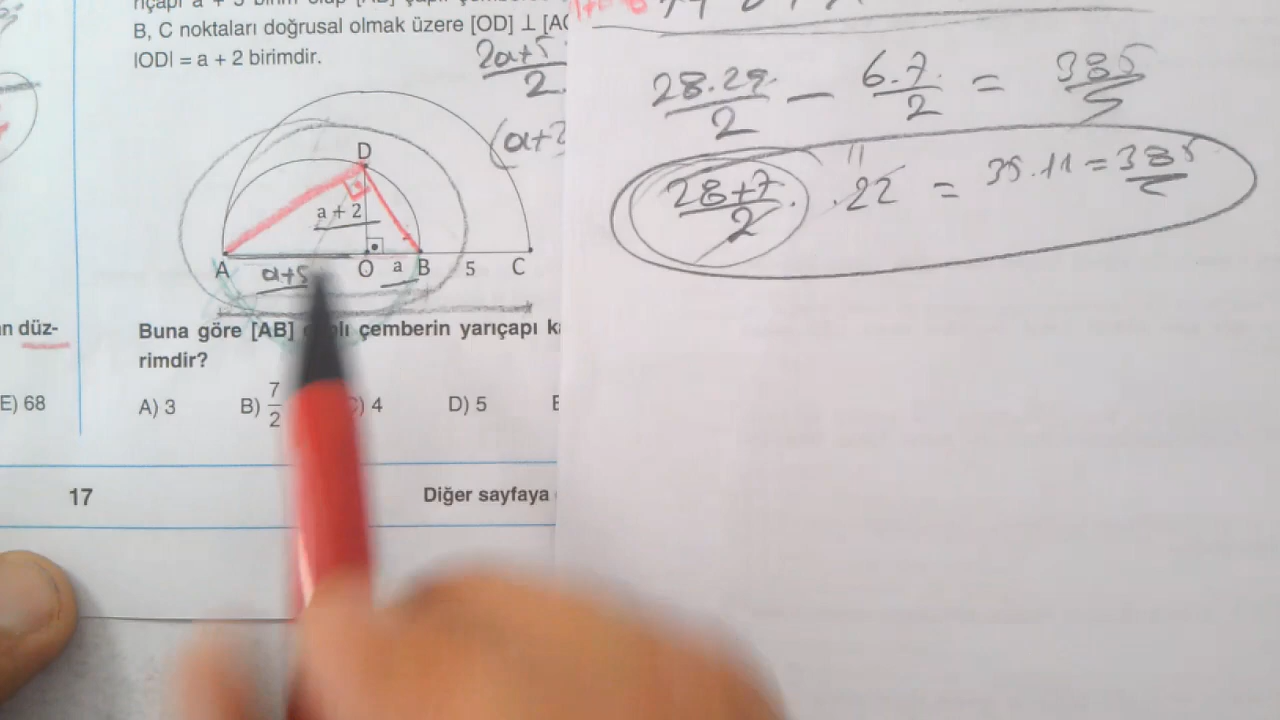 B, C noktaları doğrusal olmak üzere [OD] ⊥ [AC
|OD| = a + 2 birimdir.
2a+5
2
(a+2
D
a + 2
A
a+5
O
a
B
5
C
Buna göre [AB] çemberin yarıçapı
rimdir?
A) 3
B) 7/2
C) 4
D) 5
E
an düz-
E) 68
17
Diğer sayfaya
28.29/2 — 6.7/2 = 385
28+7/2 . 22 = 35.11 = 385